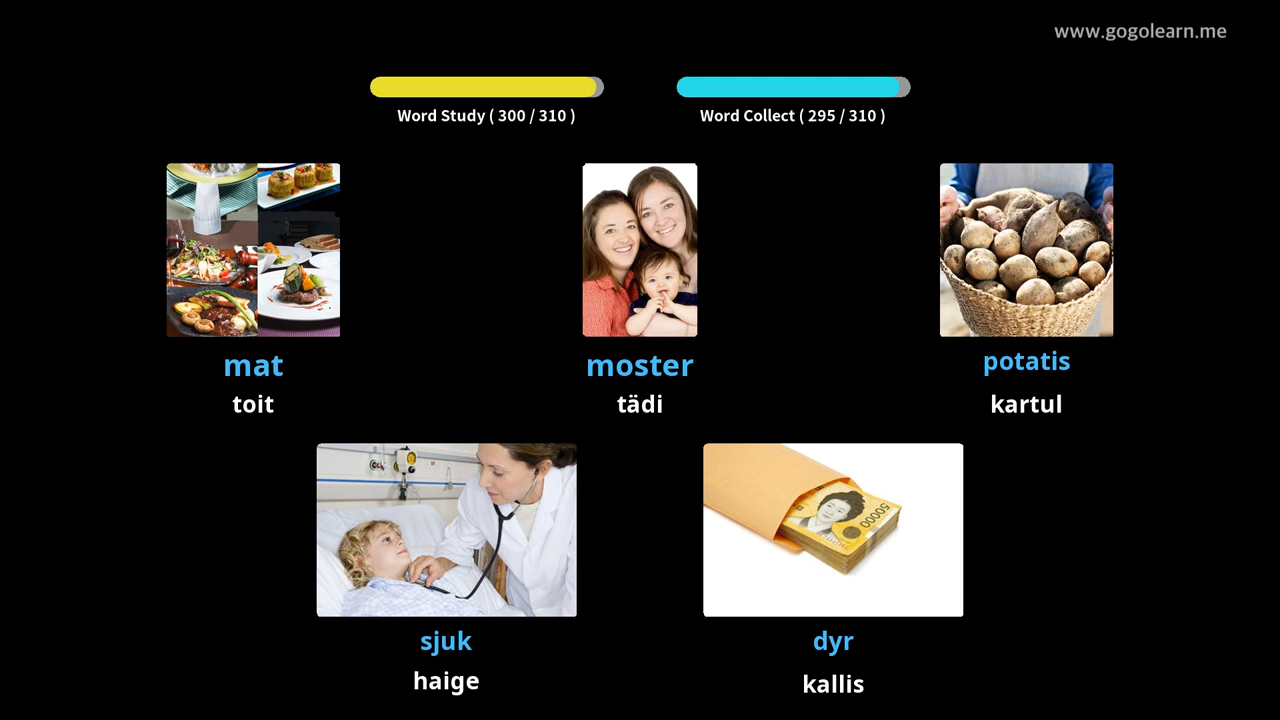 www.gogolearn.me
Word Study ( 300 / 310 )
Word Collect ( 295 / 310 )
mat
toit
moster
tädi
potatis
kartul
50000
sjuk
haige
dyr
kallis